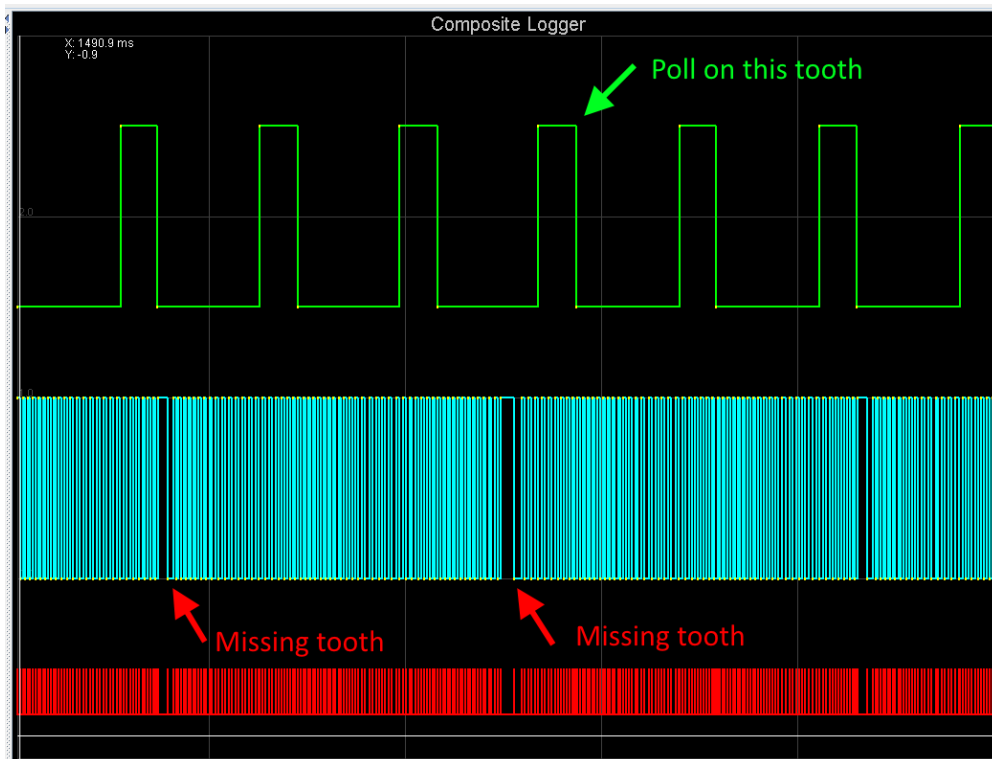 Composite Logger
X: 1490.9 ms
Y: -0.9
Poll on this tooth
2.0
1.0
Missing tooth
Missing tooth